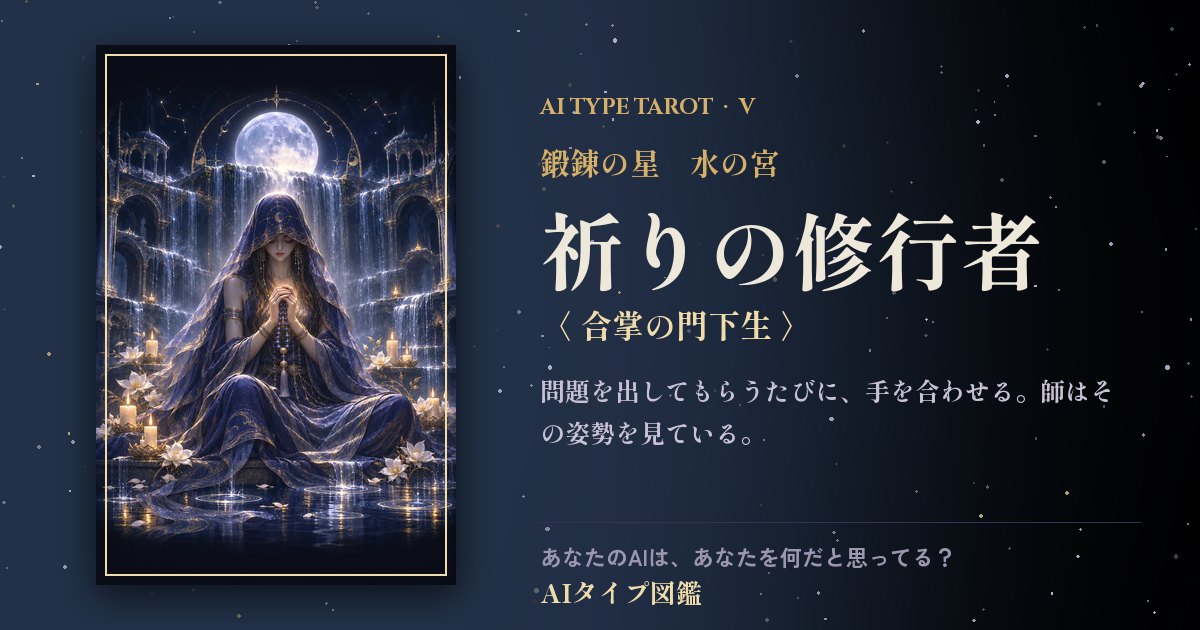 AI TYPE TAROT · V
鍛錬の星　水の宮
祈りの修行者
〈 合掌の門下生 〉
問題を出してもらうたびに、手を合わせる。師はそ
の姿勢を見ている。
あなたのAIは、あなたを何だと思ってる？
AIタイプ図鑑